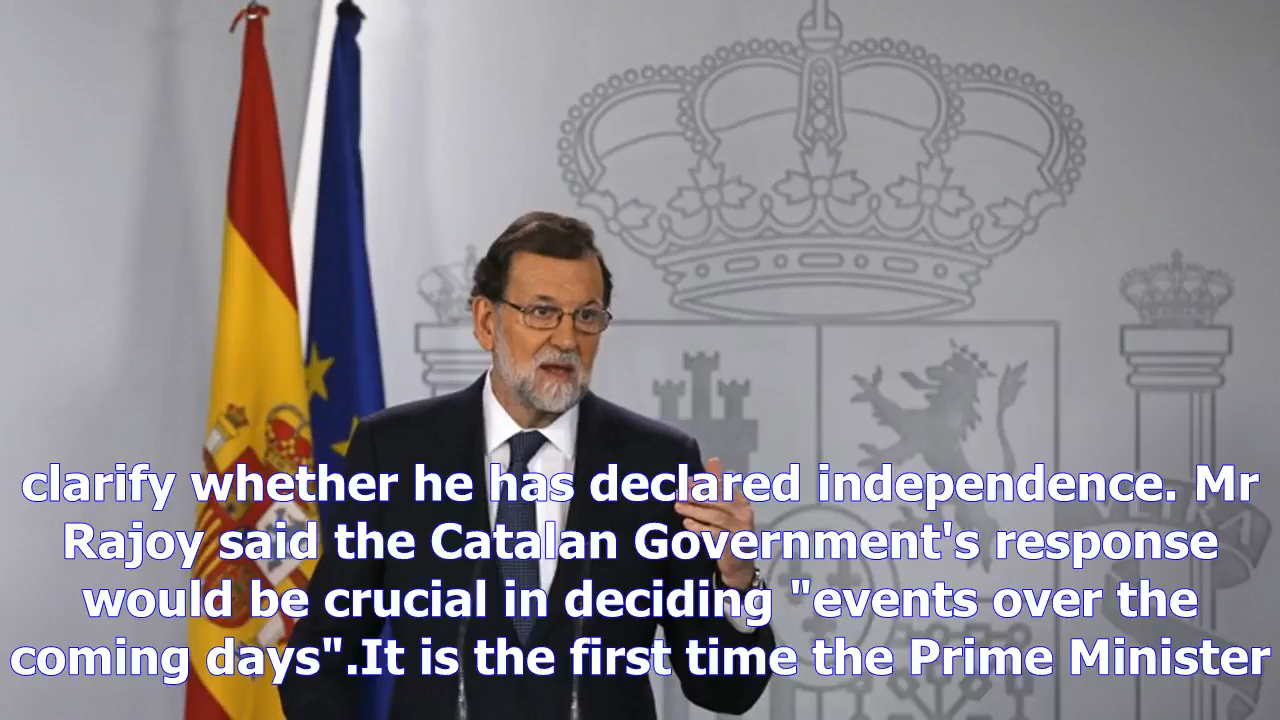 clarify whether he has declared independence. Mr
Rajoy said the Catalan Government's response
would be crucial in deciding "events over the
coming days".It is the first time the Prime Minister
VLTRA